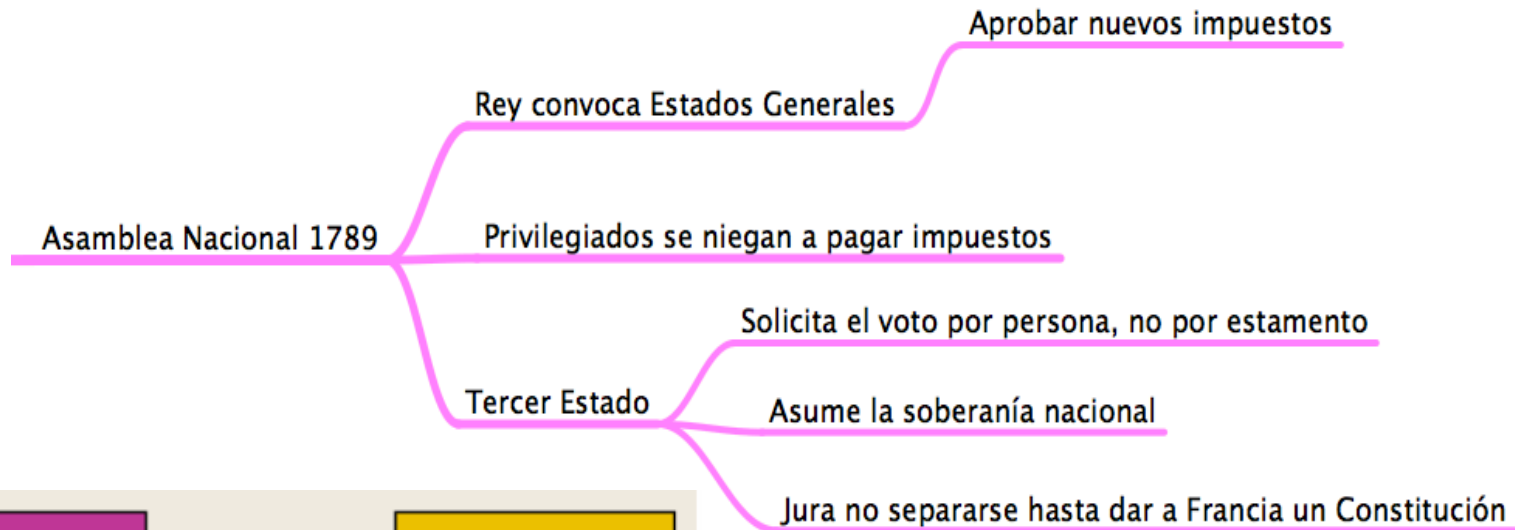 Asamblea Nacional 1789
Rey convoca Estados Generales
Aprobar nuevos impuestos
Privilegiados se niegan a pagar impuestos
Tercer Estado
Solicita el voto por persona, no por estamento
Asume la soberanía nacional
Jura no separarse hasta dar a Francia un Constitución